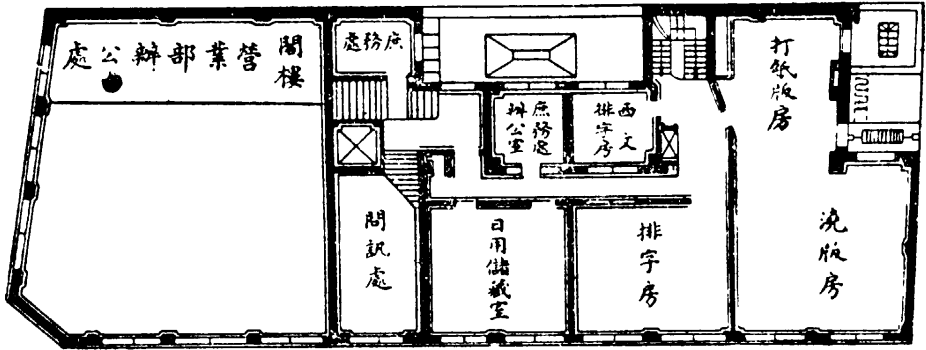 閣樓
營業部辦公處
庶務處
庶務處
辦公室
西文
排字房
打紙版房
問訊處
日用儲藏室
排字房
澆版房